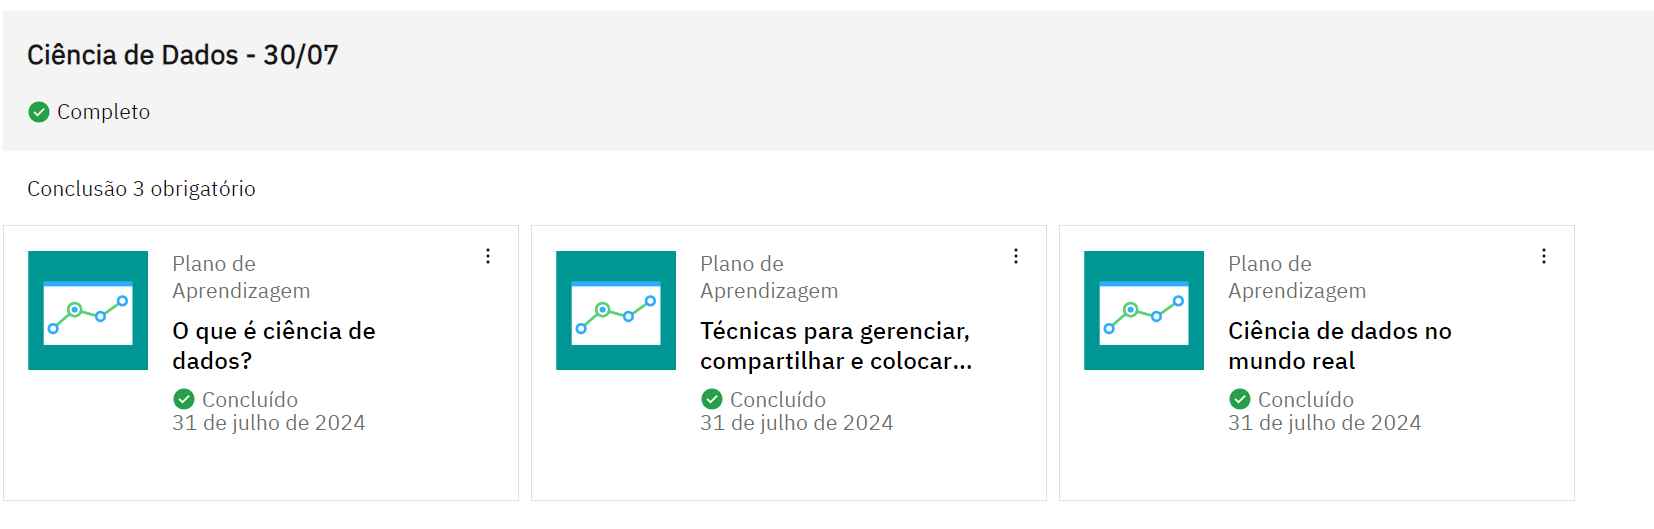 Ciência de Dados - 30/07
Completo
Conclusão 3 obrigatório
Plano de
Aprendizagem
O que é ciência de
dados?
Concluído
31 de julho de 2024
Plano de
Aprendizagem
Técnicas para gerenciar,
compartilhar e colocar...
Concluído
31 de julho de 2024
Plano de
Aprendizagem
Ciência de dados no
mundo real
Concluído
31 de julho de 2024